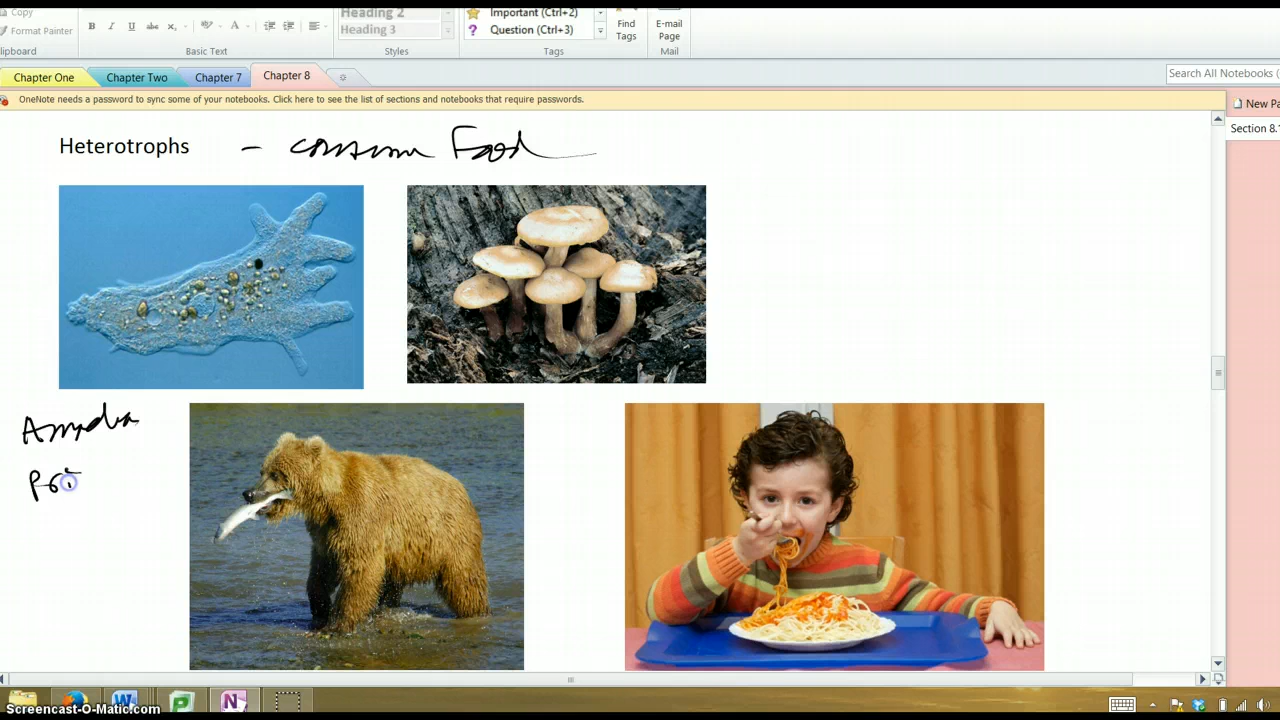 Copy
Format Painter
lipboard
B I U abc x₂ A
Basic Text
Heading 2
Heading 3
Styles
Important (Ctrl+2)
Question (Ctrl+3)
Tags
Find
Tags
E-mail
Page
Mail
Chapter One
Chapter Two
Chapter 7
Chapter 8
Search All Notebooks (
OneNote needs a password to sync some of your notebooks. Click here to see the list of sections and notebooks that require passwords.
New Pa
Section 8.1
Heterotrophs - consume Food
Screencast-O-Matic.com